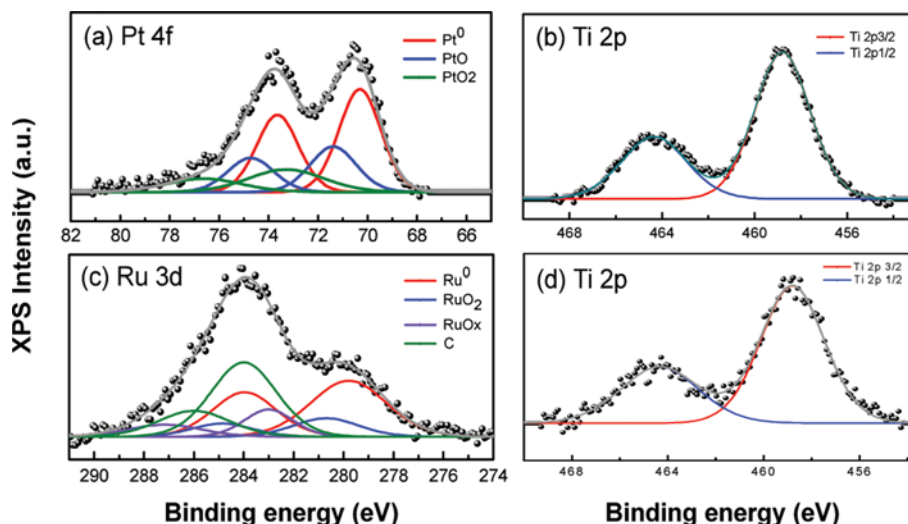 XPS Intensity (a.u.)
(a) Pt 4f
Pt⁰
PtO
PtO2
82 80 78 76 74 72 70 68 66
(b) Ti 2p
Ti 2p3/2
Ti 2p1/2
468 464 460 456
(c) Ru 3d
Ru⁰
RuO₂
RuOx
C
290 288 286 284 282 280 278 276 274
Binding energy (eV)
(d) Ti 2p
Ti 2p 3/2
Ti 2p 1/2
468 464 460 456
Binding energy (eV)